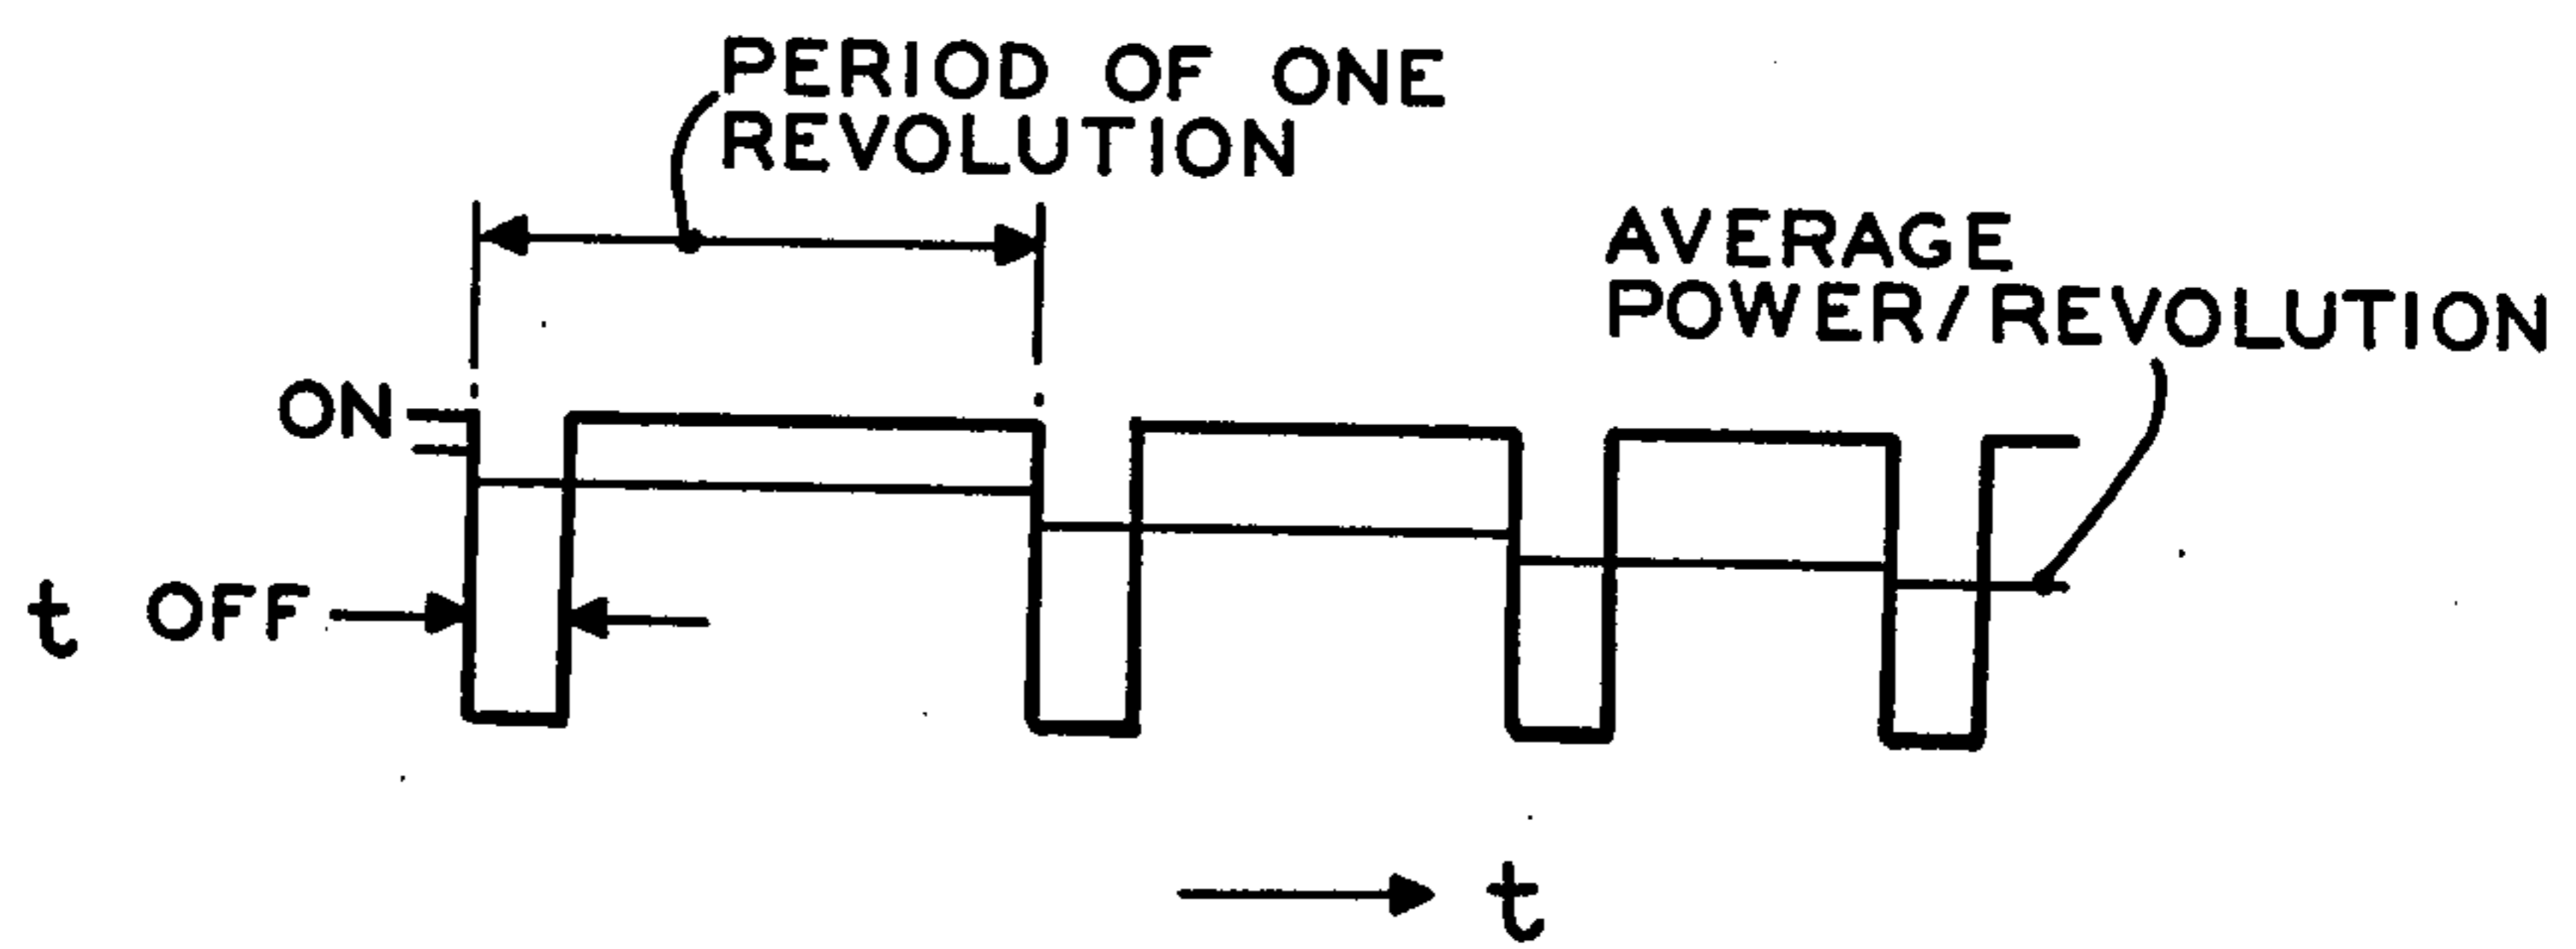 PERIOD OF ONE
REVOLUTION
AVERAGE
POWER/REVOLUTION
ON
t OFF
t